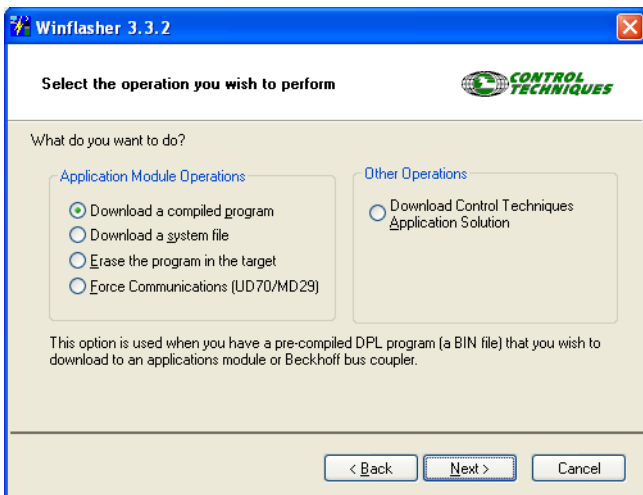 Winflasher 3.3.2
Select the operation you wish to perform
CONTROL
TECHNIQUES
What do you want to do?
Application Module Operations
Download a compiled program
Download a system file
Erase the program in the target
Force Communications (UD70/MD29)
Other Operations
Download Control Techniques
Application Solution
This option is used when you have a pre-compiled DPL program (a BIN file) that you wish to
download to an applications module or Beckhoff bus coupler.
< Back
Next >
Cancel